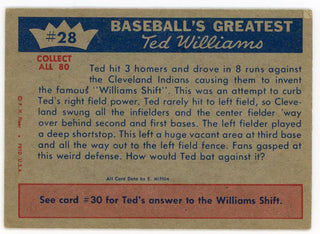 #28
BASEBALL'S GREATEST
Ted Williams
COLLECT
ALL 80
Ted hit 3 homers and drove in 8 runs against
the Cleveland Indians causing them to invent
the famous "Williams Shift". This was an attempt to curb
Ted's right field power. Ted rarely hit to left field, so Cleve-
land swung all the infielders and the center fielder 'way
over behind second and first bases. The left fielder played
a deep shortstop. This left a huge vacant area at third base
and all the way out to the left field fence. Fans gasped
at this weird defense. How would Ted bat against it?
All Card Data by E. Mifflin
See card #30 for Ted's answer to the Williams Shift.